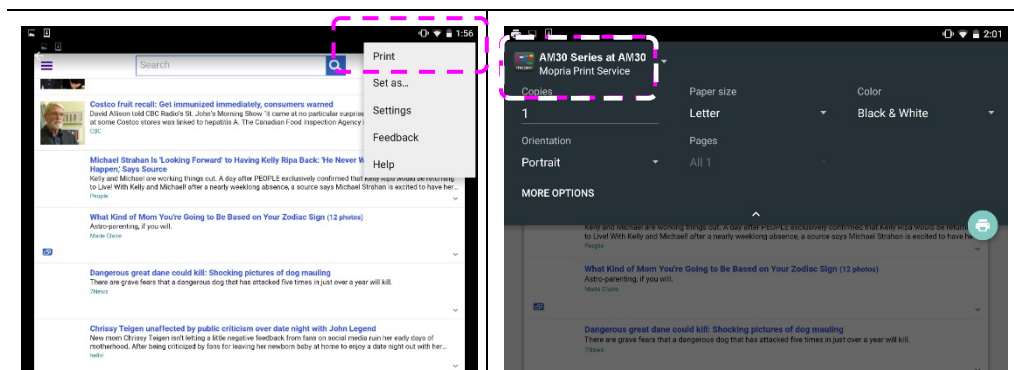 1:56
Search
Print
Set as...
Settings
Feedback
Help
Costco fruit recall: Get immunized immediately, consumers warned
David Allison told CBC Radio's St. John's Morning Show "it came at no particular surprise
at some Costco stores was linked to hepatitis A. The Canadian Food Inspection Agency
CBC
Michael Strahan Is 'Looking Forward' to Having Kelly Ripa Back: 'He Never W
Happen,' Says Source
Kelly and Michael are working things out. A day after PEOPLE exclusively confirmed that Kelly Ripa would be returning
to Live! With Kelly and Michael! after a nearly weeklong absence, a source says Michael Strahan is excited to have her...
People
What Kind of Mom You're Going to Be Based on Your Zodiac Sign (12 photos)
Astro-parenting, if you will.
Marie Claire
Dangerous great dane could kill: Shocking pictures of dog mauling
There are grave fears that a dangerous dog that has attacked five times in just over a year will kill.
7News
Chrissy Teigen unaffected by public criticism over date night with John Legend
New mom Chrissy Teigen isn't letting a little negative feedback from fans on social media ruin her early days of
motherhood. After being criticized by fans for leaving her newborn baby at home to enjoy a date night out with her...
hello!
2:01
AM30 Series at AM30
Mopria Print Service
Copies
Paper size
Color
1
Letter
Black & White
Orientation
Pages
Portrait
All 1
MORE OPTIONS
Kelly and Michael are working things out. A day after PEOPLE exclusively confirmed that Kelly Ripa would be return
to Live! With Kelly and Michael! after a nearly weeklong absence, a source says Michael Strahan is excited to have he
People
What Kind of Mom You're Going to Be Based on Your Zodiac Sign (12 photos)
Astro-parenting, if you will.
Marie Claire
Dangerous great dane could kill: Shocking pictures of dog mauling
There are grave fears that a dangerous dog that has attacked five times in just over a year will kill.
7News